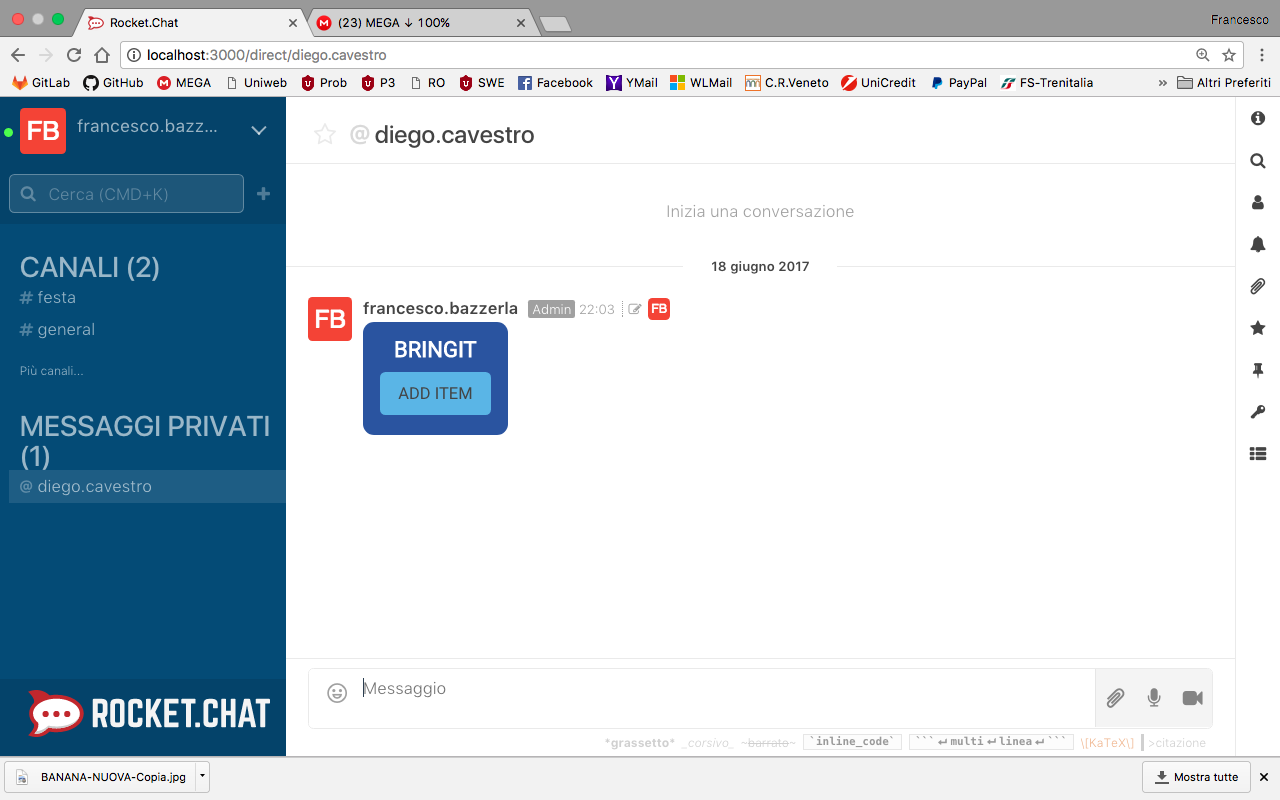 Rocket.Chat
(23) MEGA ↓ 100%
Francesco
localhost:3000/direct/diego.cavestro
GitLab GitHub MEGA Uniweb Prob P3 RO SWE Facebook YMail WLMail C.R.Veneto UniCredit PayPal FS-Trenitalia » Altri Preferiti
FB francesco.bazz...
Cerca (CMD+K)
CANALI (2)
# festa
# general
Più canali...
MESSAGGI PRIVATI
(1)
@ diego.cavestro
ROCKET.CHAT
@ diego.cavestro
Inizia una conversazione
18 giugno 2017
FB francesco.bazzerla Admin 22:03 FB
BRINGIT
ADD ITEM
Messaggio
*grassetto* _corsivo_ ~barrato~ `inline_code` ```↵multi↵linea↵``` \[KaTeX\] >citazione
BANANA-NUOVA-Copia.jpg
Mostra tutte